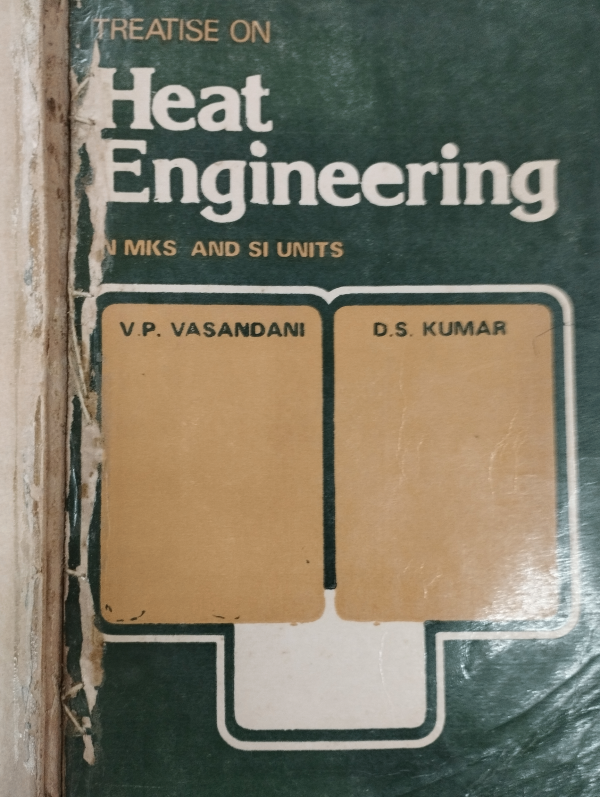 TREATISE ON
Heat
Engineering
N MKS AND SI UNITS
V.P. VASANDANI
D.S. KUMAR